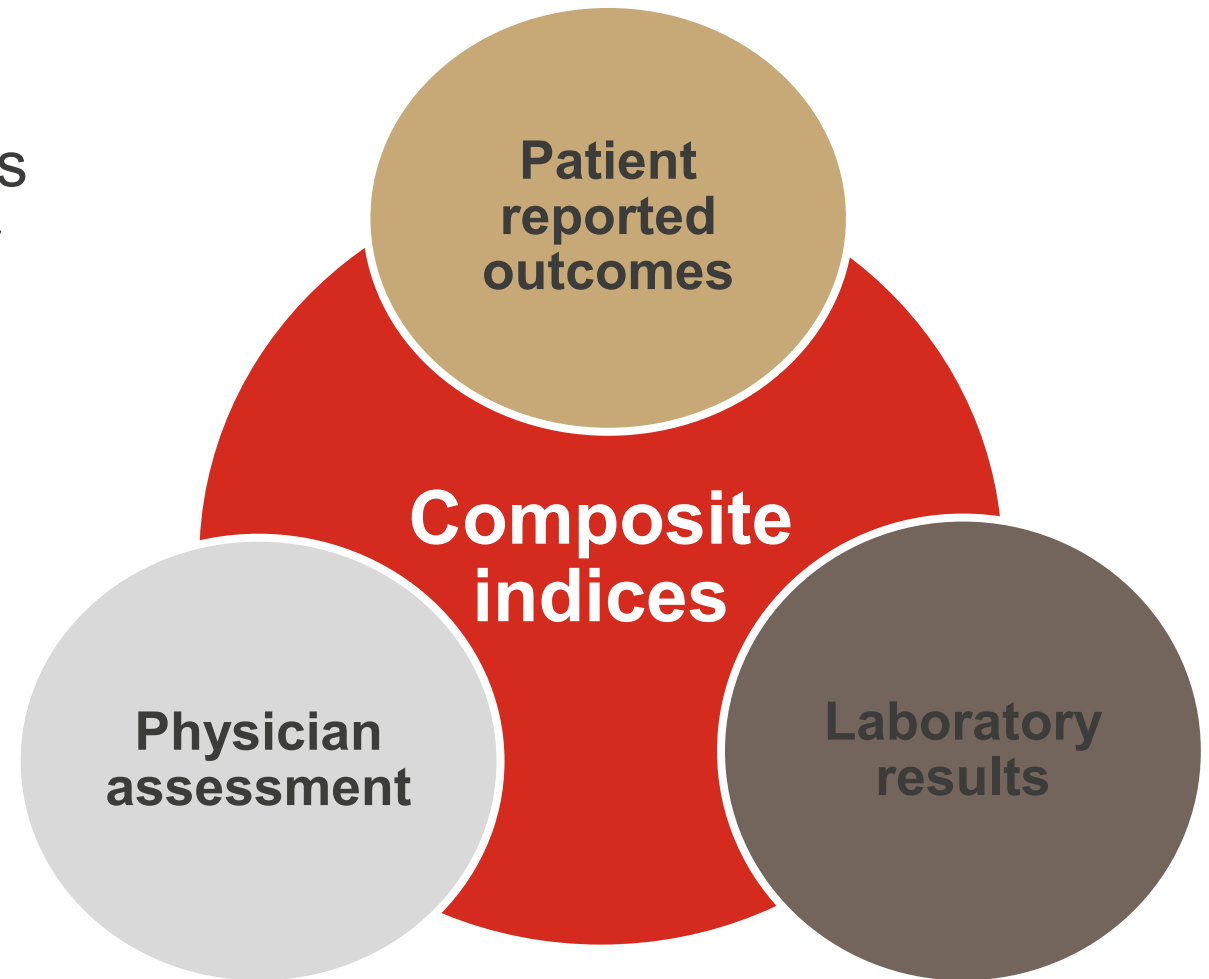 s
Patient
reported
outcomes
Composite
indices
Physician
assessment
Laboratory
results